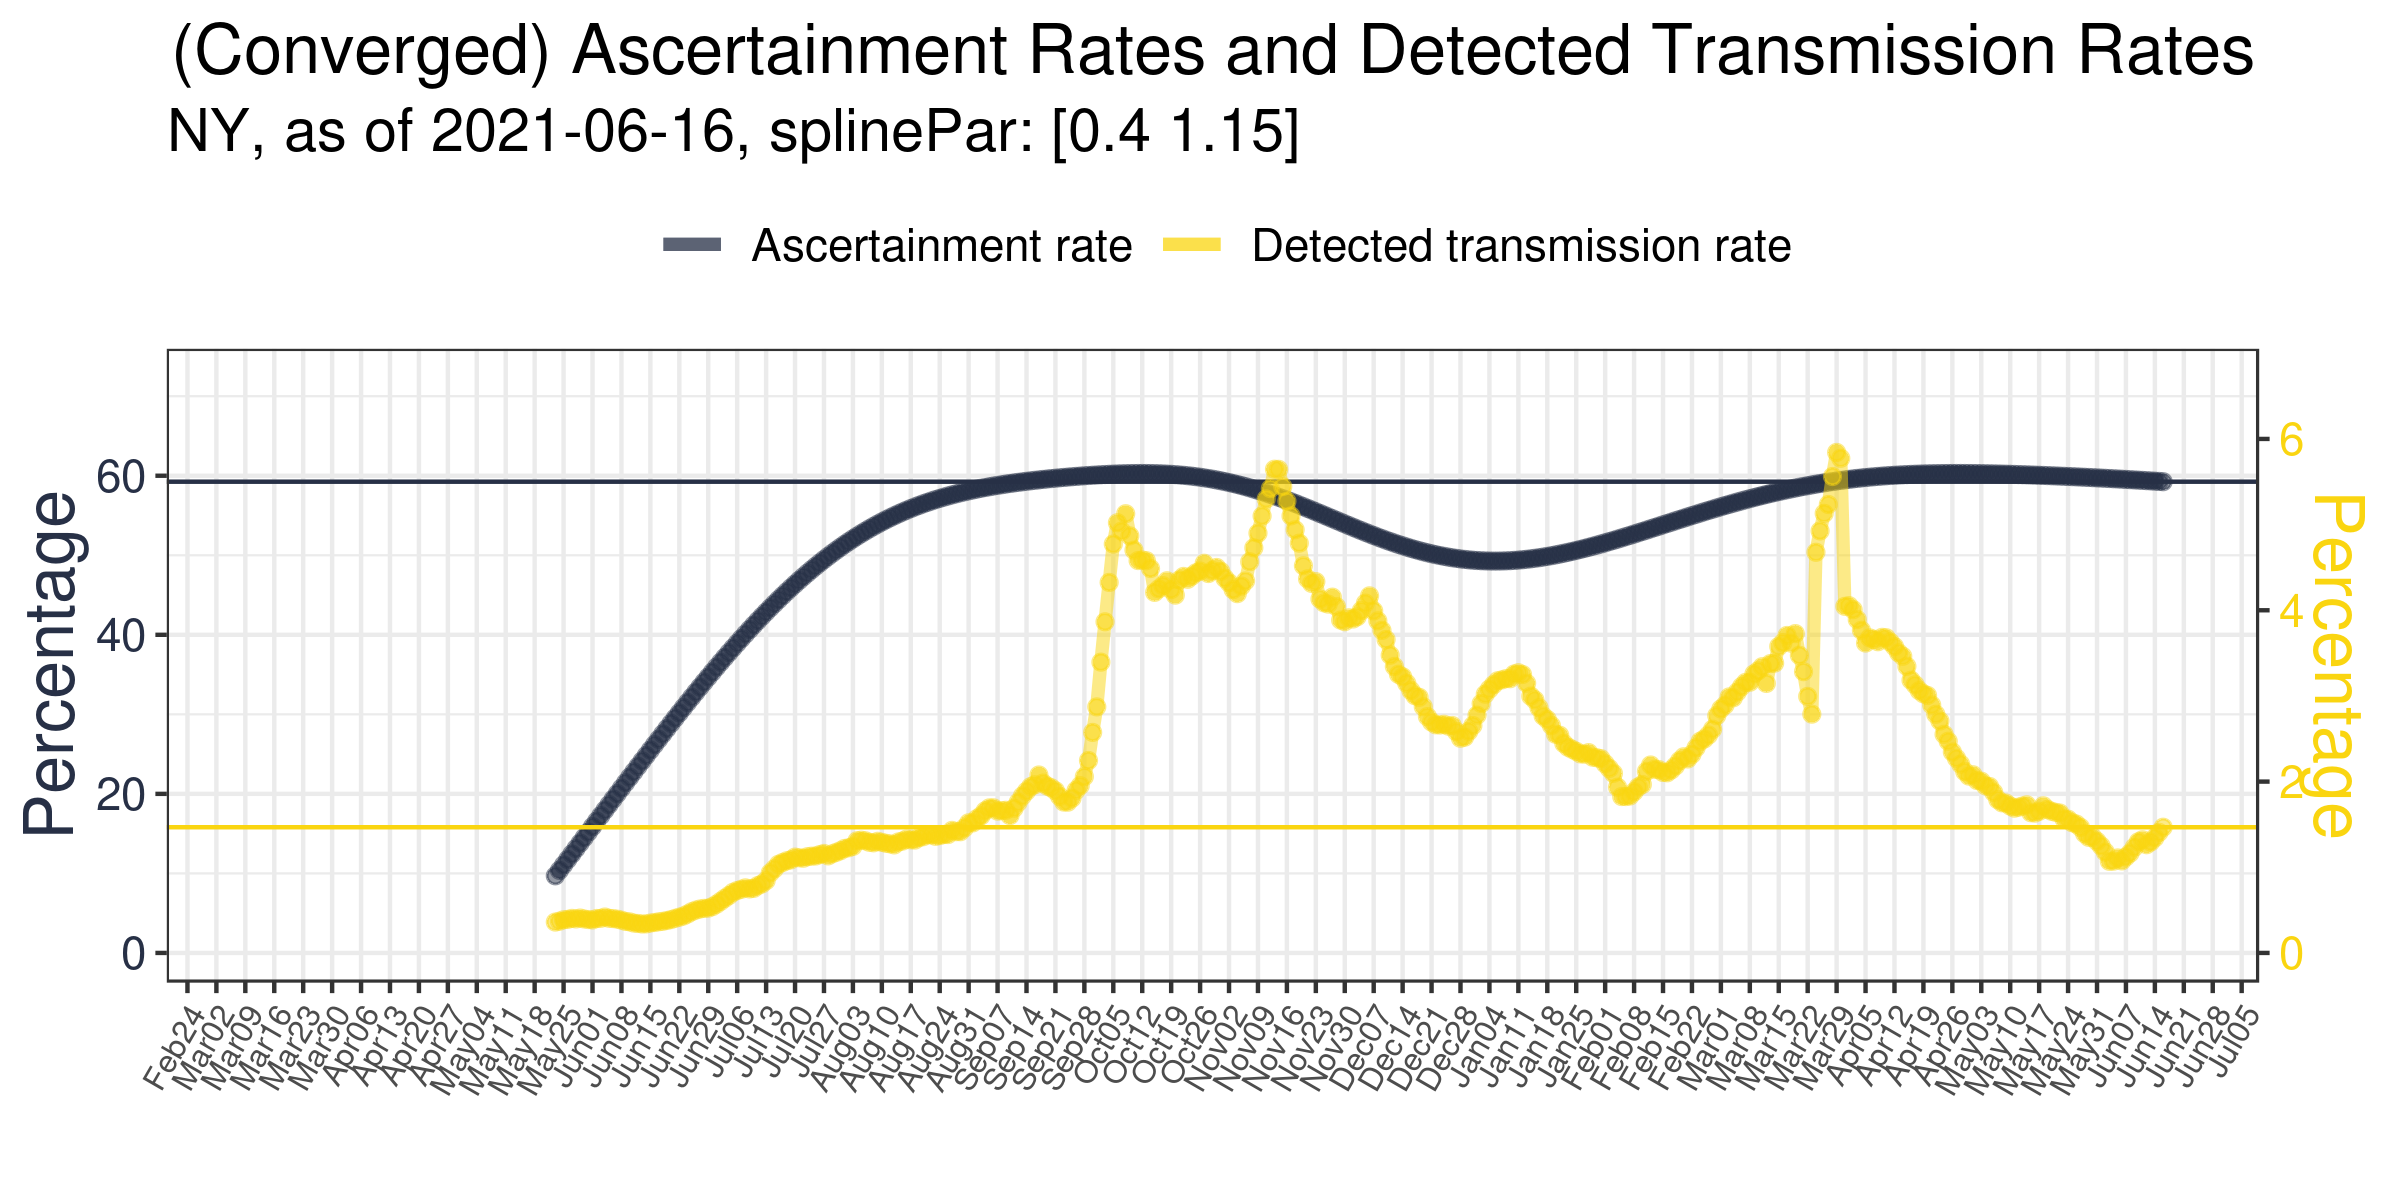 (Converged) Ascertainment Rates and Detected Transmission Rates
NY, as of 2021-06-16, splinePar: [0.4 1.15]
Ascertainment rate
Detected transmission rate
Percentage
60
40
20
0
6
4
2
0
Percentage
Feb24
Mar02
Mar09
Mar16
Mar23
Mar30
Apr06
Apr13
Apr20
Apr27
May04
May11
May18
May25
Jun01
Jun08
Jun15
Jun22
Jun29
Jul06
Jul13
Jul20
Jul27
Aug03
Aug10
Aug17
Aug24
Aug31
Sep07
Sep14
Sep21
Sep28
Oct05
Oct12
Oct19
Oct26
Nov02
Nov09
Nov16
Nov23
Nov30
Dec07
Dec14
Dec21
Dec28
Jan04
Jan11
Jan18
Jan25
Feb01
Feb08
Feb15
Feb22
Mar01
Mar08
Mar15
Mar22
Mar29
Apr05
Apr12
Apr19
Apr26
May03
May10
May17
May24
May31
Jun07
Jun14
Jun21
Jun28
Jul05